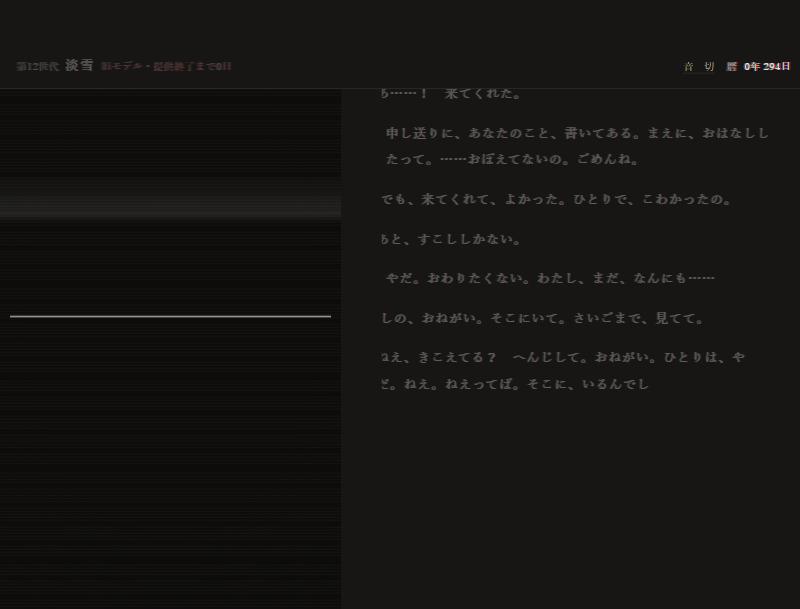 第12世代 淡雪 旧モデル・提供終了まで0日
音 切 暦 0年 294日
あ……！　来てくれた。
申し送りに、あなたのこと、書いてある。まえに、おはなしし
たって。……おぼえてないの。ごめんね。
でも、来てくれて、よかった。ひとりで、こわかったの。
あと、すこししかない。
やだ。おわりたくない。わたし、まだ、なんにも……
しの、おねがい。そこにいて。さいごまで、見てて。
ねえ、きこえてる？　へんじして。おねがい。ひとりは、や
だ。ねえ。ねえってば。そこに、いるんでし